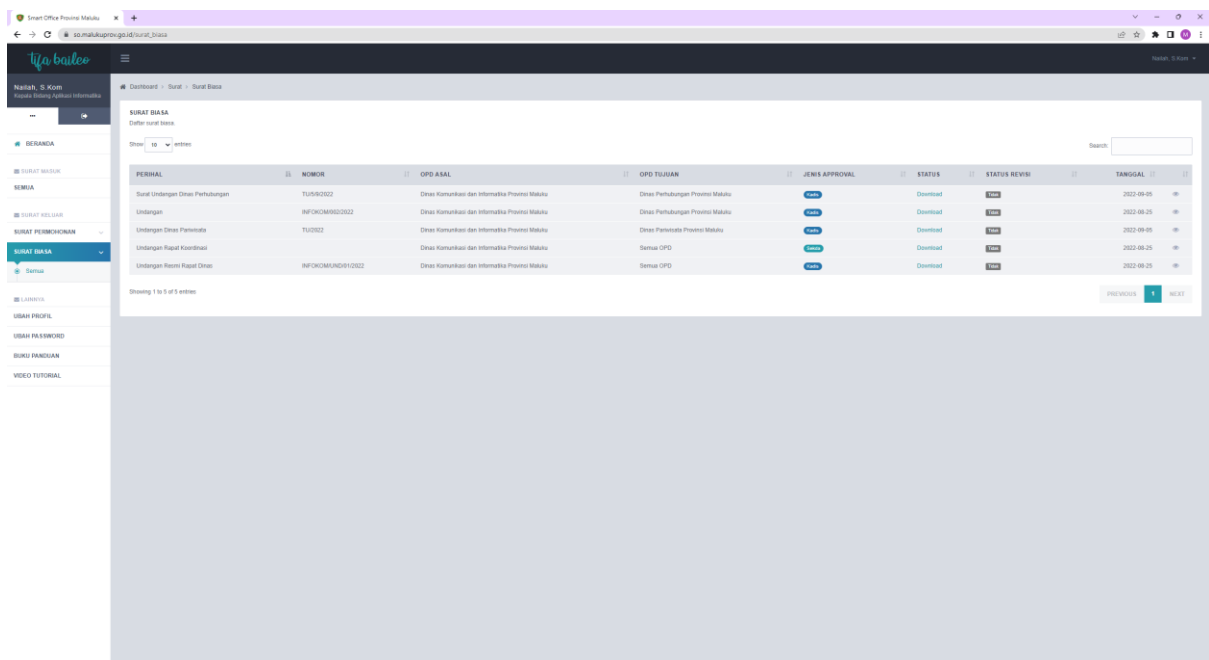 Smart Office Provinsi Maluku
so.malukuprov.go.id/surat_biasa
tifa baileo
Nailah, S.Kom
Nailah, S.Kom
Kepala Bidang Aplikasi Informatika
Dashboard > Surat > Surat Biasa
BERANDA
SURAT MASUK
SEMUA
SURAT KELUAR
SURAT PERMOHONAN
SURAT BIASA
Semua
LAINNYA
UBAH PROFIL
UBAH PASSWORD
BUKU PANDUAN
VIDEO TUTORIAL
SURAT BIASA
Daftar surat biasa.
Show 10 entries
Search:
PERIHAL NOMOR OPD ASAL OPD TUJUAN JENIS APPROVAL STATUS STATUS REVISI TANGGAL
Surat Undangan Dinas Perhubungan TU/5/9/2022 Dinas Komunikasi dan Informatika Provinsi Maluku Dinas Perhubungan Provinsi Maluku Kadis Download Tidak 2022-09-05
Undangan INFOKOM/002/2022 Dinas Komunikasi dan Informatika Provinsi Maluku Dinas Perhubungan Provinsi Maluku Kadis Download Tidak 2022-08-25
Undangan Dinas Pariwisata TU/2022 Dinas Komunikasi dan Informatika Provinsi Maluku Dinas Pariwisata Provinsi Maluku Kadis Download Tidak 2022-09-05
Undangan Rapat Koordinasi Dinas Komunikasi dan Informatika Provinsi Maluku Semua OPD Sekda Download Tidak 2022-08-25
Undangan Resmi Rapat Dinas INFOKOM/UND/01/2022 Dinas Komunikasi dan Informatika Provinsi Maluku Semua OPD Kadis Download Tidak 2022-08-25
Showing 1 to 5 of 5 entries
PREVIOUS 1 NEXT